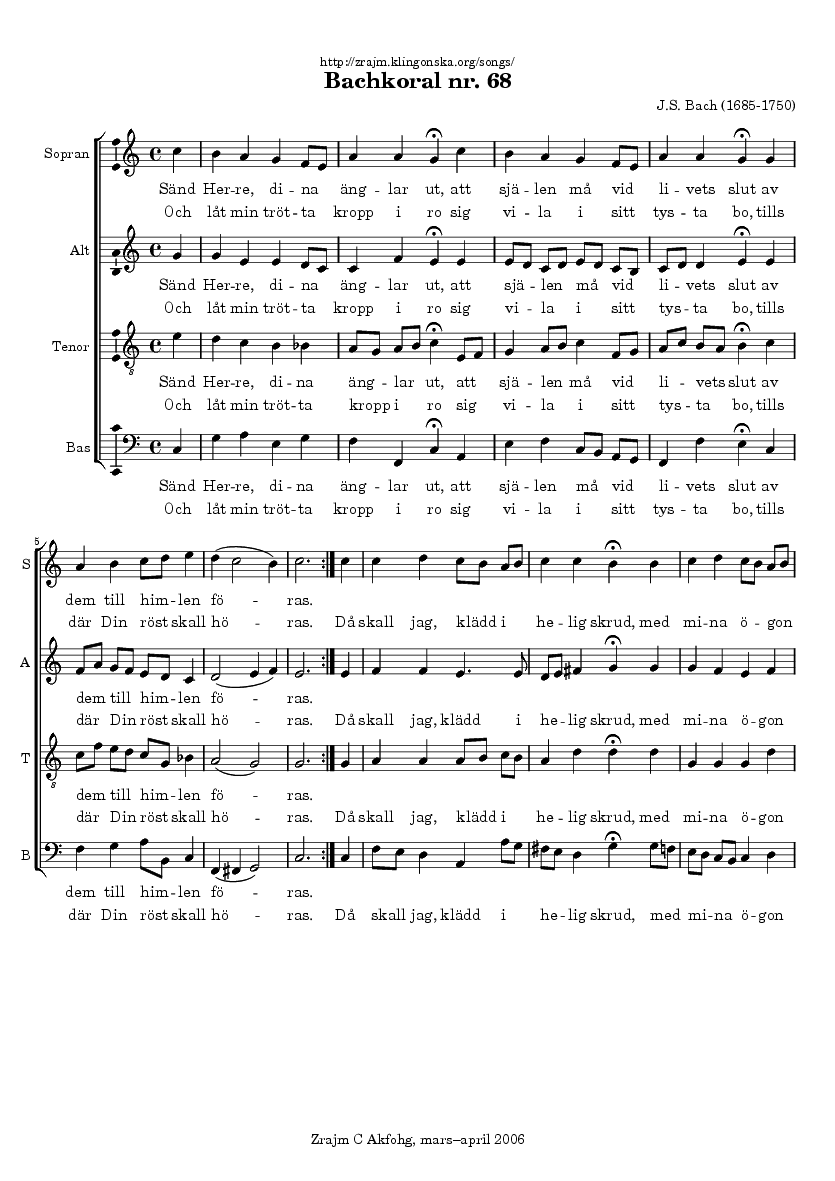 http://zrajm.klingonska.org/songs/
Bachkoral nr. 68
J.S. Bach (1685-1750)
Sopran
Sänd Her-re, di - na äng - lar ut, att sjä - len må vid li - vets slut av
Och låt min tröt - ta kropp i ro sig vi - la i sitt tys - ta bo, tills
Alt
8
Sänd Her-re, di - na äng - lar ut, att sjä - len må vid li - vets slut av
Och låt min tröt - ta kropp i ro sig vi - la i sitt tys - ta bo, tills
Tenor
Sänd Her-re, di - na äng - lar ut, att sjä - len må vid li - vets slut av
Och låt min tröt - ta kropp i ro sig vi - la i sitt tys - ta bo, tills
Bas
Sänd Her-re, di - na äng - lar ut, att sjä - len må vid li - vets slut av
Och låt min tröt - ta kropp i ro sig vi - la i sitt tys - ta bo, tills
5
S
dem till him - len fö - ras.
där Din röst skall hö - ras. Då skall jag, klädd i he - lig skrud, med mi - na ö - gon
A
dem till him - len fö - ras.
där Din röst skall hö - ras. Då skall jag, klädd i he - lig skrud, med mi - na ö - gon
T
8
dem till him - len fö - ras.
där Din röst skall hö - ras. Då skall jag, klädd i he - lig skrud, med mi - na ö - gon
B
dem till him - len fö - ras.
där Din röst skall hö - ras. Då skall jag, klädd i he - lig skrud, med mi - na ö - gon
Zrajm C Akfohg, mars–april 2006